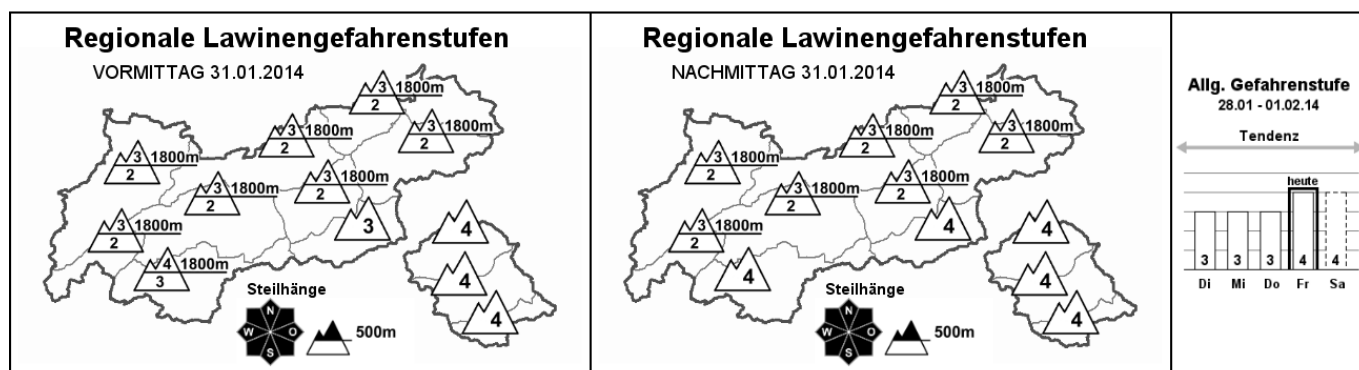 Regionale Lawinengefahrenstufen
VORMITTAG 31.01.2014
3 1800m
2
3 1800m
2
3 1800m
2
3 1800m
2
3 1800m
2
3 1800m
2
3 1800m
2
3
4
4 1800m
3
4
4
Steilhänge
N
W O
S
500m
Regionale Lawinengefahrenstufen
NACHMITTAG 31.01.2014
3 1800m
2
3 1800m
2
3 1800m
2
3 1800m
2
3 1800m
2
3 1800m
2
3 1800m
2
4
4
4
4
4
Steilhänge
N
W O
S
500m
Allg. Gefahrenstufe
28.01 - 01.02.14
Tendenz
heute
3 3 3 4 4
Di Mi Do Fr Sa